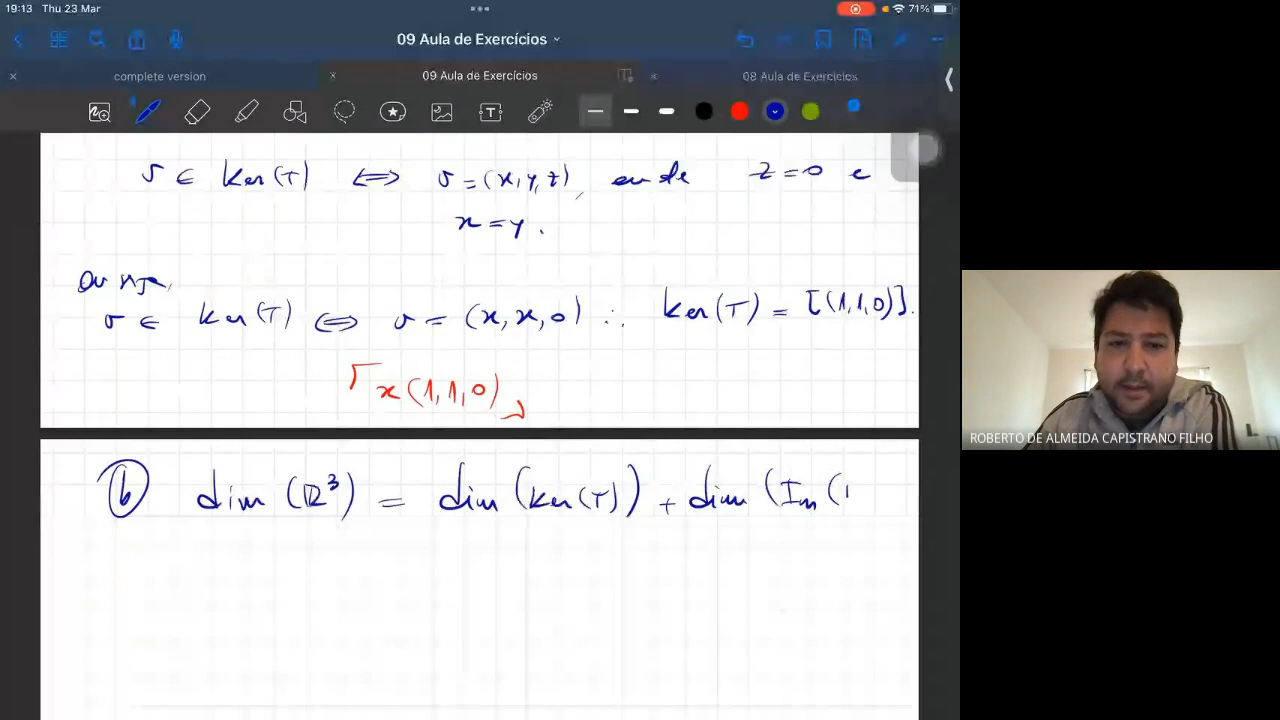 19:13 Thu 23 Mar
71%
09 Aula de Exercícios
complete version
09 Aula de Exercícios
08 Aula de Exercícios
v ∈ Ker(T) ⟺ v = (x, y, z), onde z = 0 e
x = y.
Ou seja,
v ∈ Ker(T) ⟺ v = (x, x, 0) ∴ Ker(T) = [(1,1,0)].
x(1,1,0)
ROBERTO DE ALMEIDA CAPISTRANO FILHO
(b) dim(ℝ³) = dim(Ker(T)) + dim(Im(